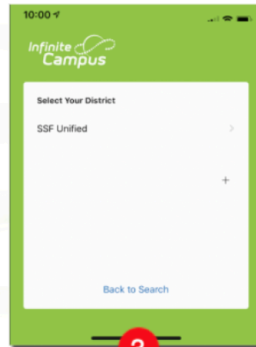 10:00
Infinite
Campus
Select Your District
SSF Unified
+
Back to Search